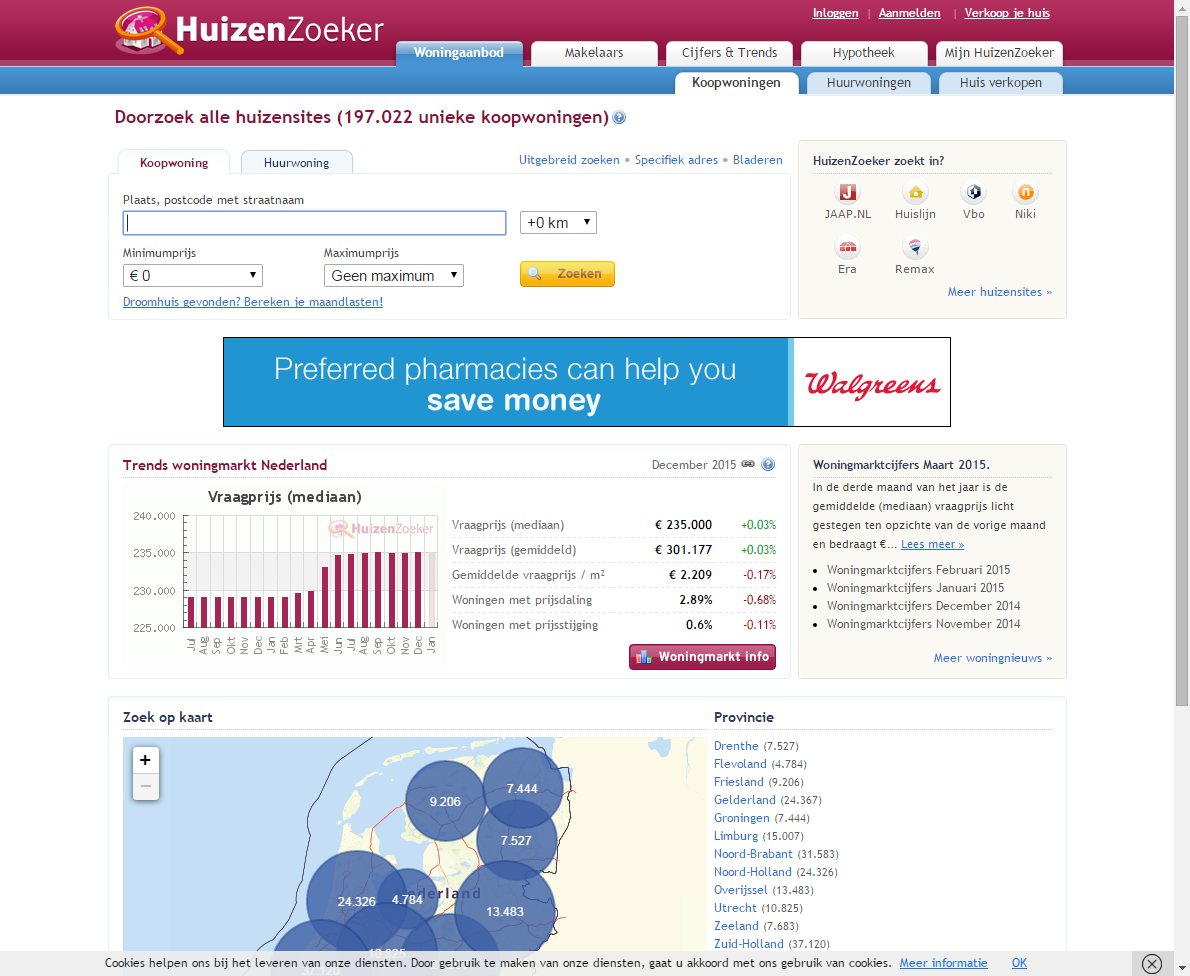 HuizenZoeker
Inloggen | Aanmelden | Verkoop je huis
Woningaanbod Makelaars Cijfers & Trends Hypotheek Mijn HuizenZoeker
Koopwoningen Huurwoningen Huis verkopen
Doorzoek alle huizensites (197.022 unieke koopwoningen)
Koopwoning Huurwoning
Uitgebreid zoeken • Specifiek adres • Bladeren
Plaats, postcode met straatnaam
+0 km
Minimumprijs Maximumprijs
€ 0 Geen maximum Zoeken
Droomhuis gevonden? Bereken je maandlasten!
HuizenZoeker zoekt in?
JAAP.NL Huislijn Vbo Niki
Era Remax
Meer huizensites »
Preferred pharmacies can help you
save money
Walgreens
Trends woningmarkt Nederland
December 2015
Vraagprijs (mediaan)
HuizenZoeker
240.000
235.000
230.000
225.000
Jul Aug Sep Okt Nov Dec Jan Feb Mrt Apr Mei Jun Jul Aug Sep Okt Nov Dec Jan
Vraagprijs (mediaan) € 235.000 +0.03%
Vraagprijs (gemiddeld) € 301.177 +0.03%
Gemiddelde vraagprijs / m² € 2.209 -0.17%
Woningen met prijsdaling 2.89% -0.68%
Woningen met prijsstijging 0.6% -0.11%
Woningmarkt info
Woningmarktcijfers Maart 2015.
In de derde maand van het jaar is de
gemiddelde (mediaan) vraagprijs licht
gestegen ten opzichte van de vorige maand
en bedraagt €... Lees meer »
Woningmarktcijfers Februari 2015
Woningmarktcijfers Januari 2015
Woningmarktcijfers December 2014
Woningmarktcijfers November 2014
Meer woningnieuws »
Zoek op kaart
+
−
9.206
7.444
7.527
24.326
4.784
13.483
Provincie
Drenthe (7.527)
Flevoland (4.784)
Friesland (9.206)
Gelderland (24.367)
Groningen (7.444)
Limburg (15.007)
Noord-Brabant (31.583)
Noord-Holland (24.326)
Overijssel (13.483)
Utrecht (10.825)
Zeeland (7.683)
Zuid-Holland (37.120)
Cookies helpen ons bij het leveren van onze diensten. Door gebruik te maken van onze diensten, gaat u akkoord met ons gebruik van cookies. Meer informatie OK